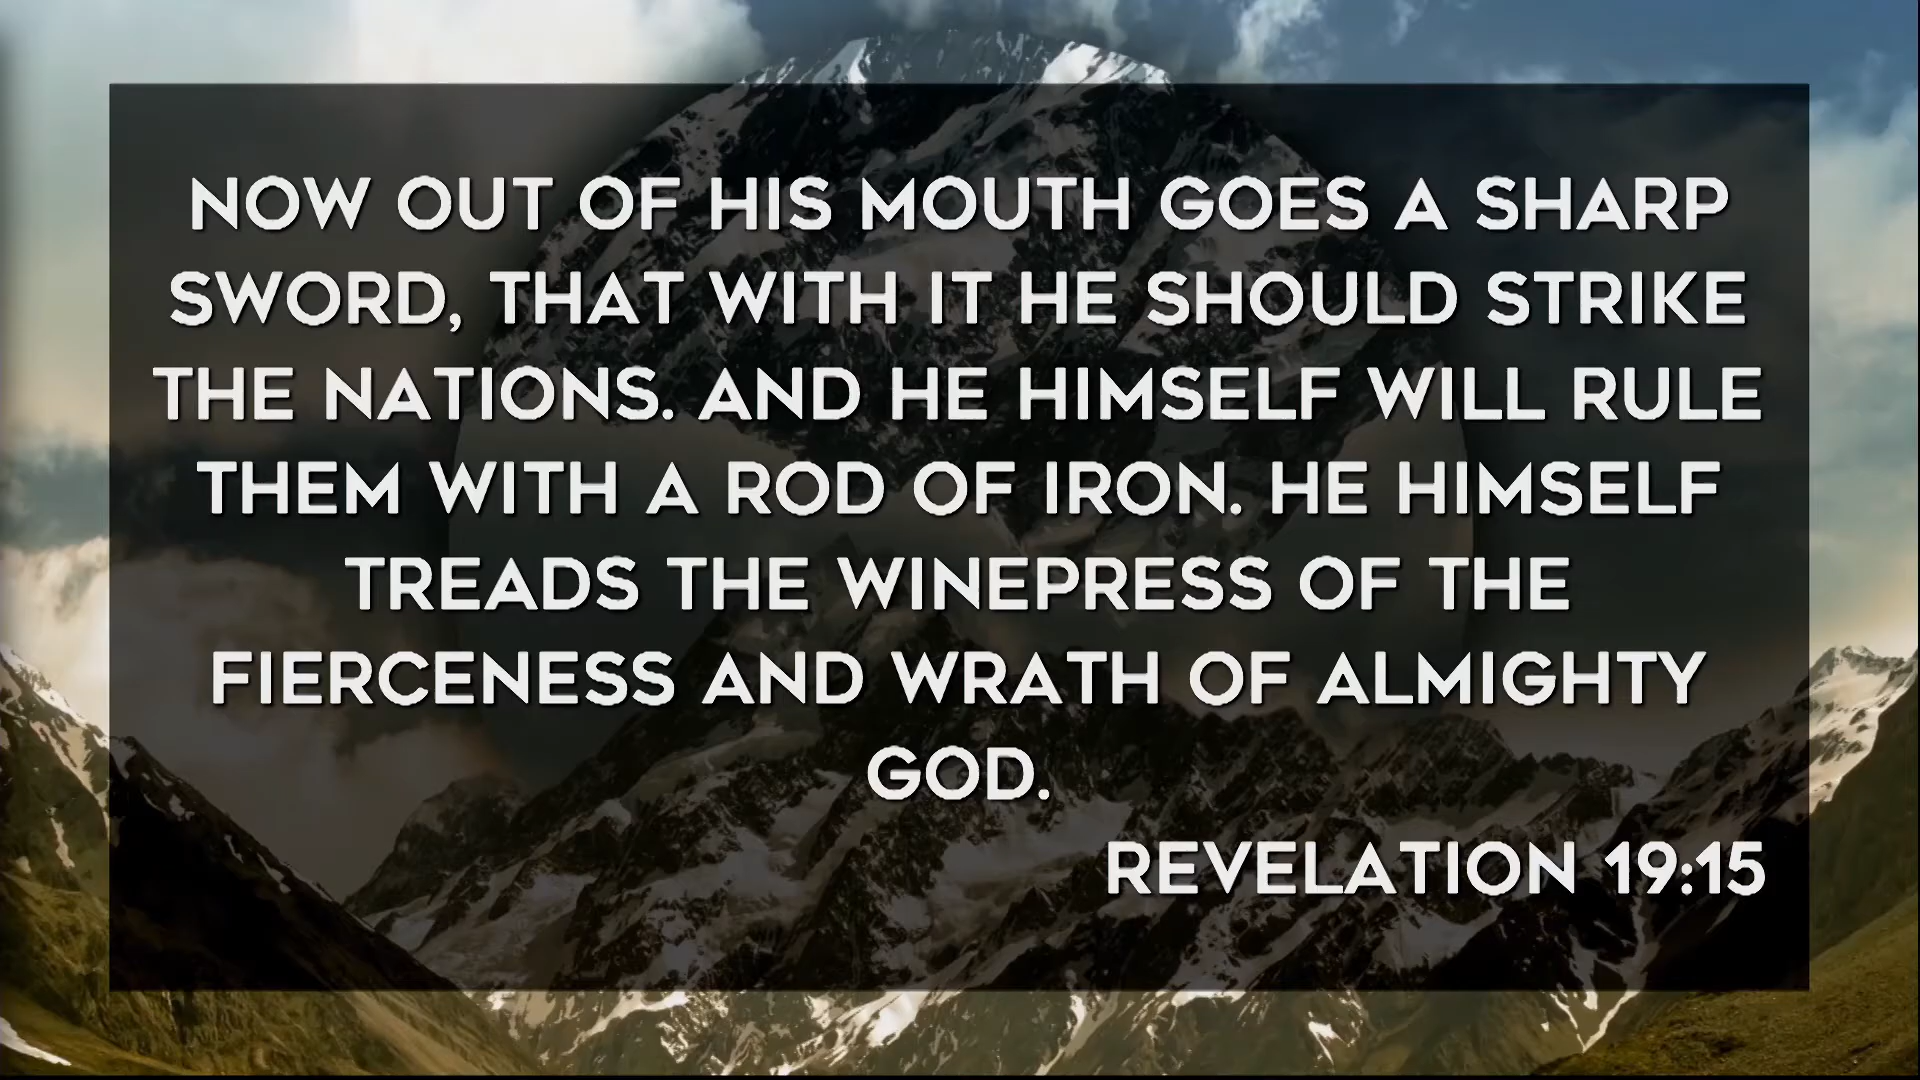 NOW OUT OF HIS MOUTH GOES A SHARP
SWORD, THAT WITH IT HE SHOULD STRIKE
THE NATIONS. AND HE HIMSELF WILL RULE
THEM WITH A ROD OF IRON. HE HIMSELF
TREADS THE WINEPRESS OF THE
FIERCENESS AND WRATH OF ALMIGHTY
GOD.
REVELATION 19:15